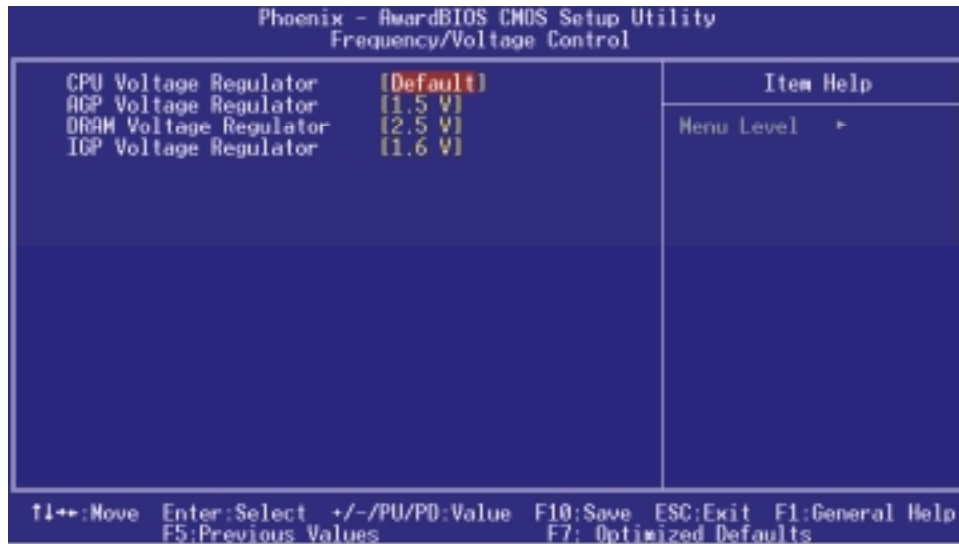 Phoenix - AwardBIOS CMOS Setup Utility
Frequency/Voltage Control
CPU Voltage Regulator [Default]
AGP Voltage Regulator [1.5 V]
DRAM Voltage Regulator [2.5 V]
IGP Voltage Regulator [1.6 V]
Item Help
Menu Level ►
↑↓→←:Move Enter:Select +/-/PU/PD:Value F10:Save ESC:Exit F1:General Help
F5:Previous Values F7: Optimized Defaults